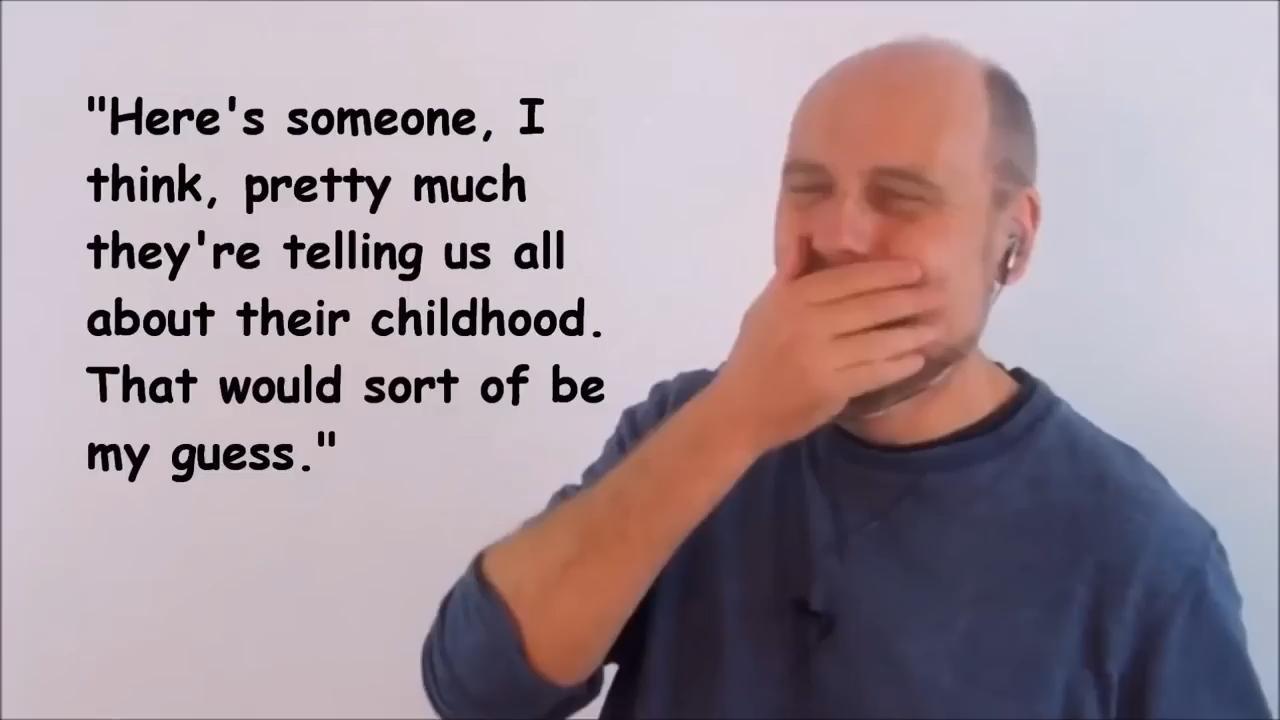 "Here's someone, I
think, pretty much
they're telling us all
about their childhood.
That would sort of be
my guess."